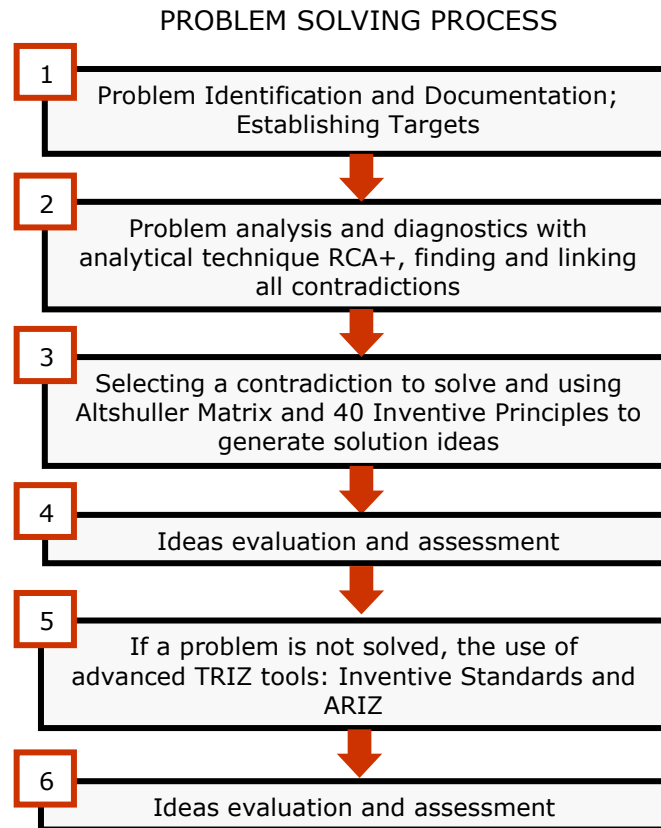 PROBLEM SOLVING PROCESS
1
Problem Identification and Documentation;
Establishing Targets
2
Problem analysis and diagnostics with
analytical technique RCA+, finding and linking
all contradictions
3
Selecting a contradiction to solve and using
Altshuller Matrix and 40 Inventive Principles to
generate solution ideas
4
Ideas evaluation and assessment
5
If a problem is not solved, the use of
advanced TRIZ tools: Inventive Standards and
ARIZ
6
Ideas evaluation and assessment